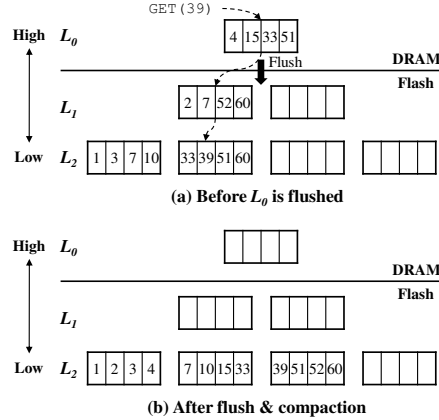 GET(39)
High L0 4 15 33 51
DRAM
Flush
Flash
L1 2 7 52 60
Low L2 1 3 7 10 33 39 51 60
(a) Before L0 is flushed
High L0
DRAM
Flash
L1
Low L2 1 2 3 4 7 10 15 33 39 51 52 60
(b) After flush & compaction